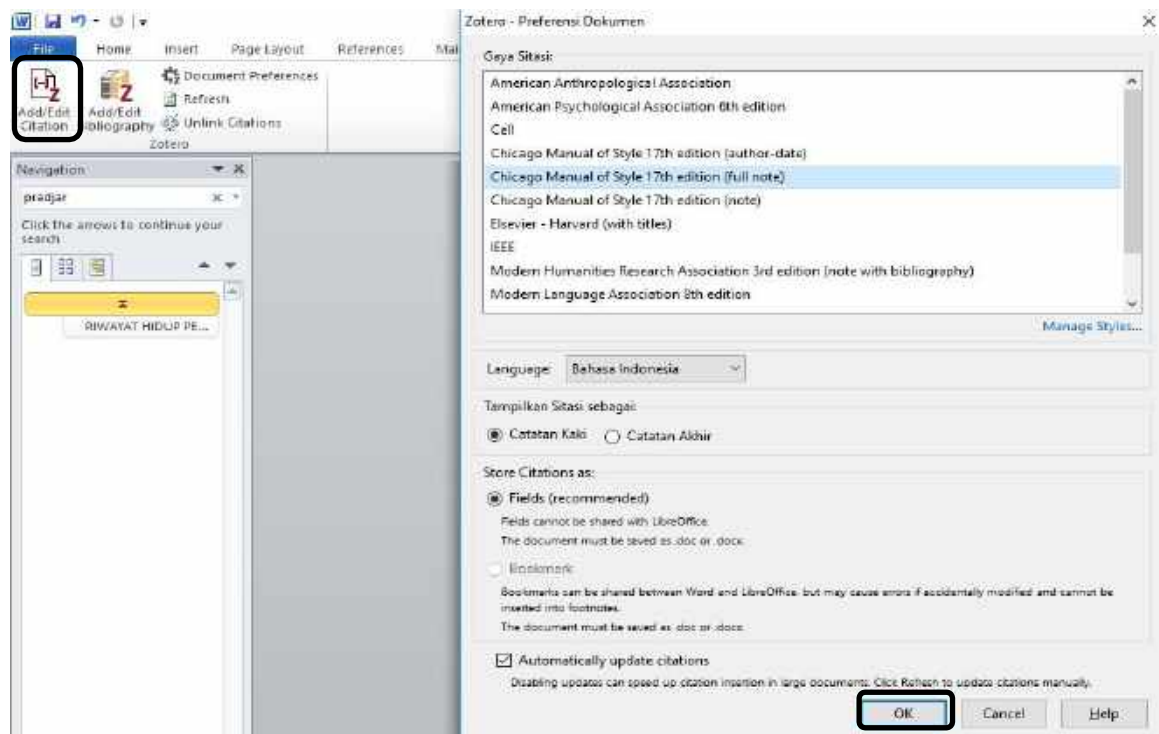 Zotero - Preferensi Dokumen
File Home Insert Page Layout References Mai
Add/Edit Citation
Add/Edit Bibliography
Document Preferences
Refresh
Unlink Citations
Zotero
Navigation
pradjar
Click the arrows to continue your
search
RIWAYAT HIDUP PE...
Gaya Sitasi:
American Anthropological Association
American Psychological Association 6th edition
Cell
Chicago Manual of Style 17th edition (author-date)
Chicago Manual of Style 17th edition (full note)
Chicago Manual of Style 17th edition (note)
Elsevier - Harvard (with titles)
IEEE
Modern Humanities Research Association 3rd edition (note with bibliography)
Modern Language Association 8th edition
Manage Styles...
Language: Bahasa Indonesia
Tampilkan Sitasi sebagai:
Catatan Kaki Catatan Akhir
Store Citations as:
Fields (recommended)
Fields cannot be shared with LibreOffice.
The document must be saved as .doc or .docx.
Bookmark
Bookmarks can be shared between Word and LibreOffice, but may cause errors if accidentally modified and cannot be
inserted into footnotes.
The document must be saved as .doc or .docx.
Automatically update citations
Disabling updates can speed up citation insertion in large documents. Click Refresh to update citations manually.
OK Cancel Help